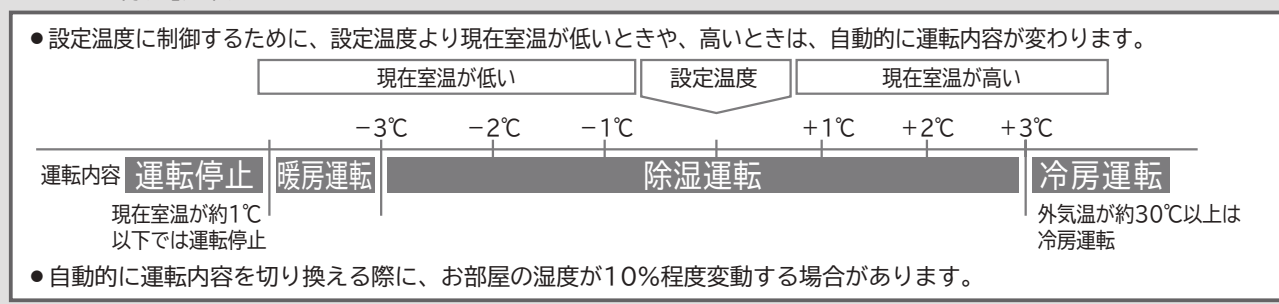 ●設定温度に制御するために、設定温度より現在室温が低いときや、高いときは、自動的に運転内容が変わります。
現在室温が低い 設定温度 現在室温が高い
−3℃ −2℃ −1℃ +1℃ +2℃ +3℃
運転内容 運転停止 暖房運転 除湿運転 冷房運転
現在室温が約1℃
以下では運転停止
外気温が約30℃以上は
冷房運転
●自動的に運転内容を切り換える際に、お部屋の湿度が10%程度変動する場合があります。